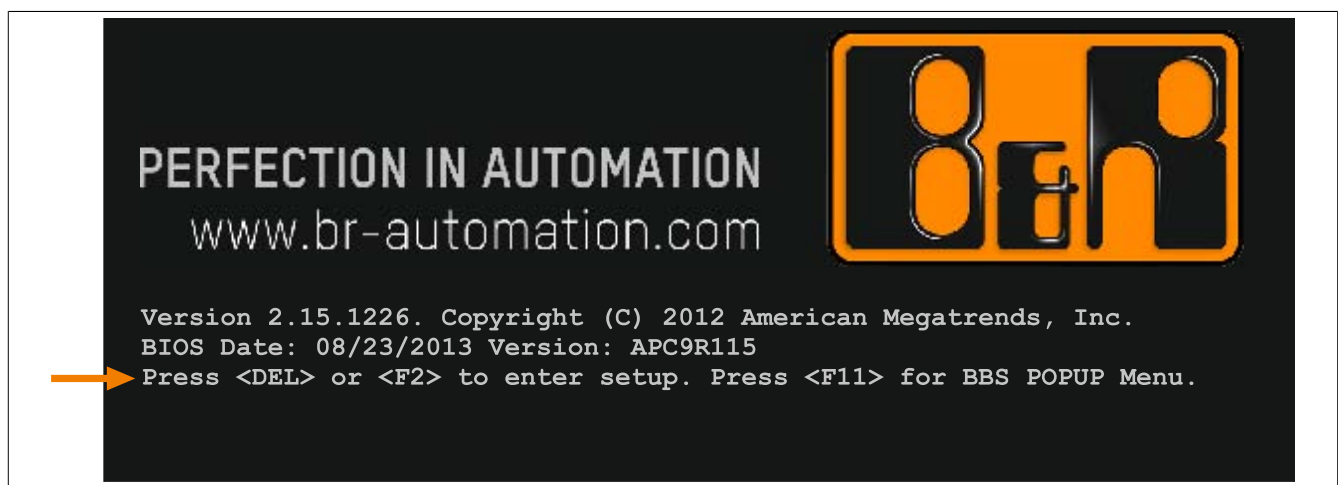 PERFECTION IN AUTOMATION
www.br-automation.com
B&R
Version 2.15.1226. Copyright (C) 2012 American Megatrends, Inc.
BIOS Date: 08/23/2013 Version: APC9R115
Press <DEL> or <F2> to enter setup. Press <F11> for BBS POPUP Menu.